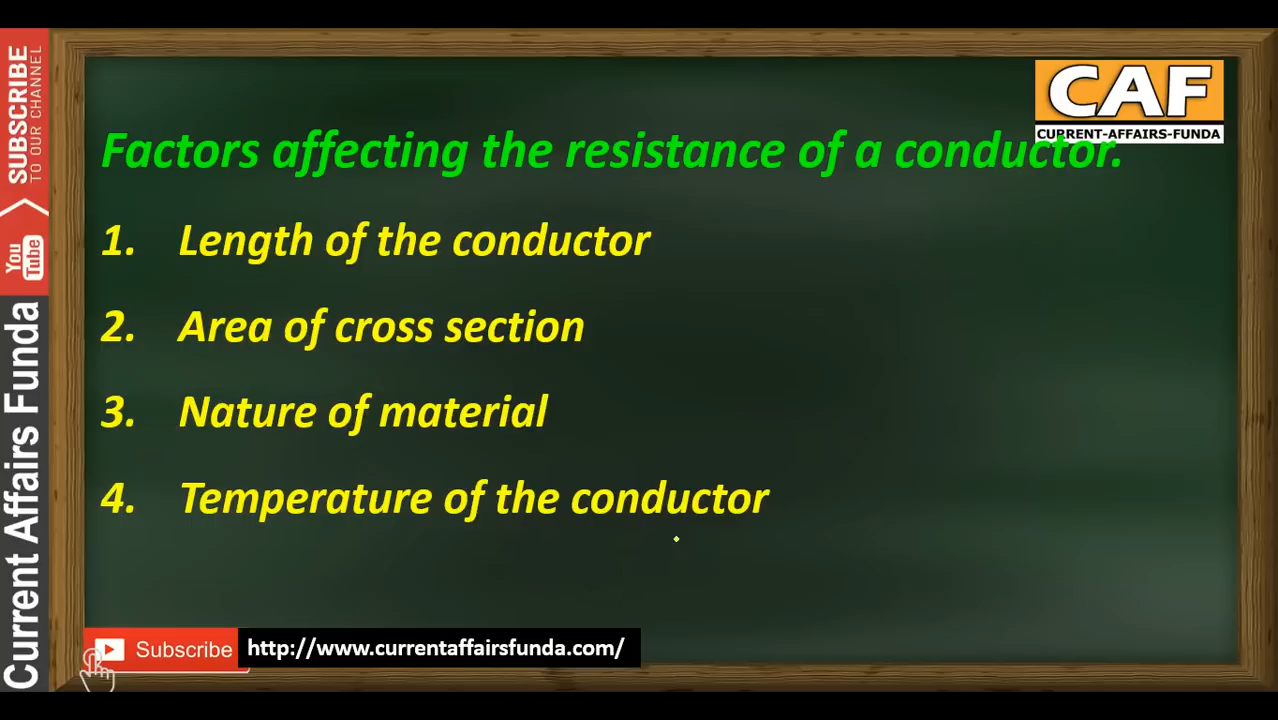 SUBSCRIBE
TO OUR CHANNEL
You
Tube
Current Affairs Funda
CAF
CURRENT-AFFAIRS-FUNDA
Factors affecting the resistance of a conductor.
1. Length of the conductor
2. Area of cross section
3. Nature of material
4. Temperature of the conductor
Subscribe
http://www.currentaffairsfunda.com/